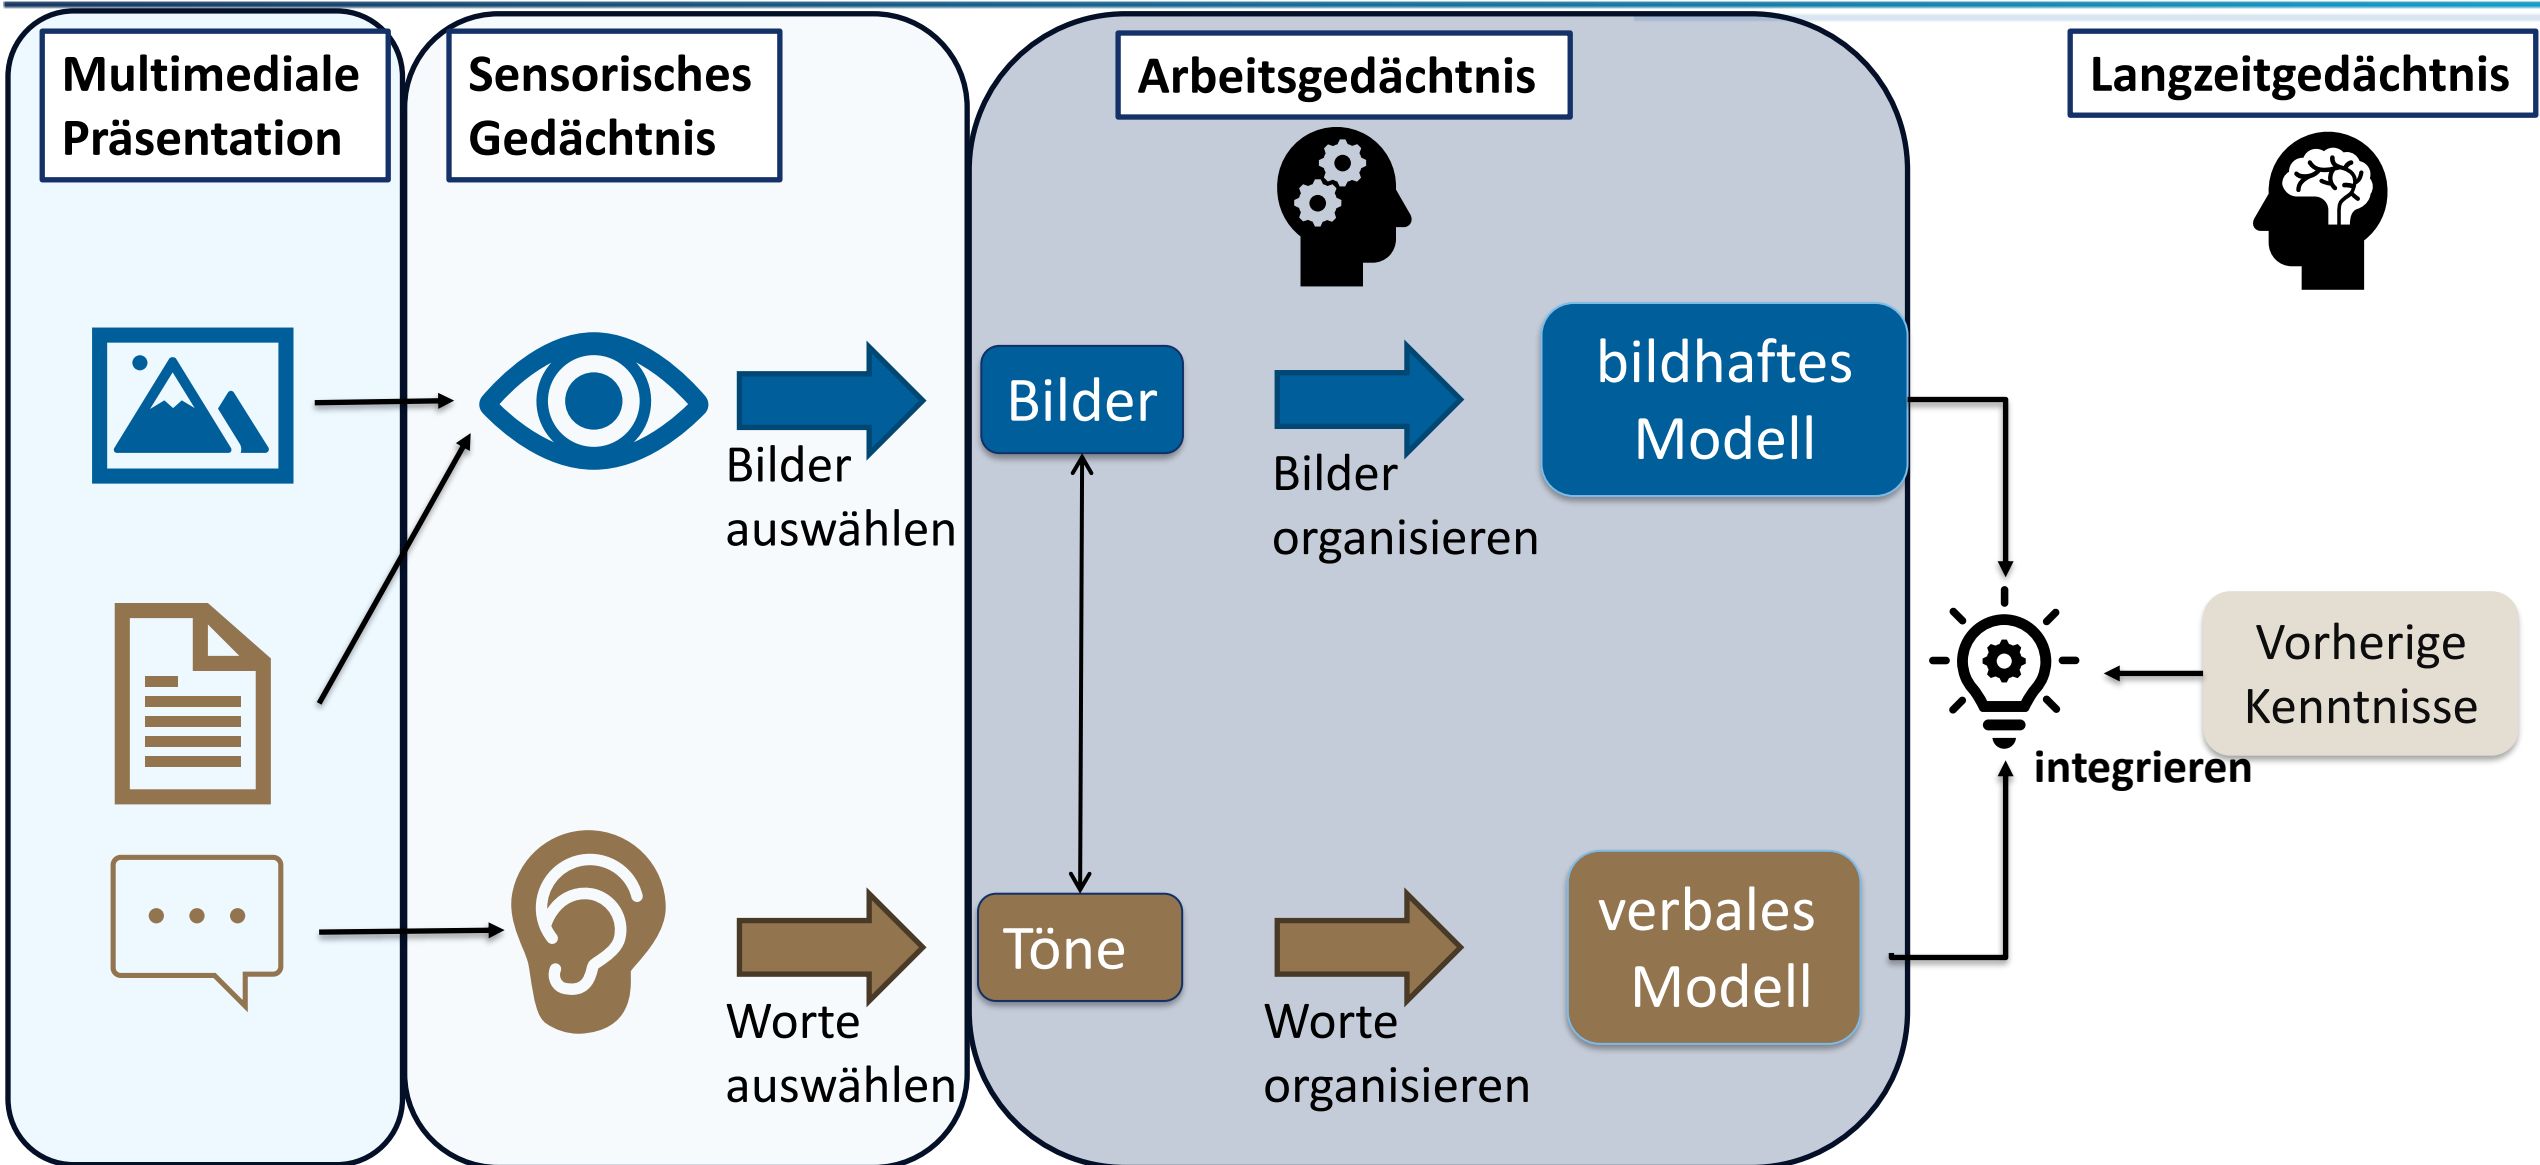 Multimediale
Präsentation
Sensorisches
Gedächtnis
Arbeitsgedächtnis
Langzeitgedächtnis
Bilder
auswählen
Bilder
Bilder
organisieren
bildhaftes
Modell
Vorherige
Kenntnisse
integrieren
Worte
auswählen
Töne
Worte
organisieren
verbales
Modell